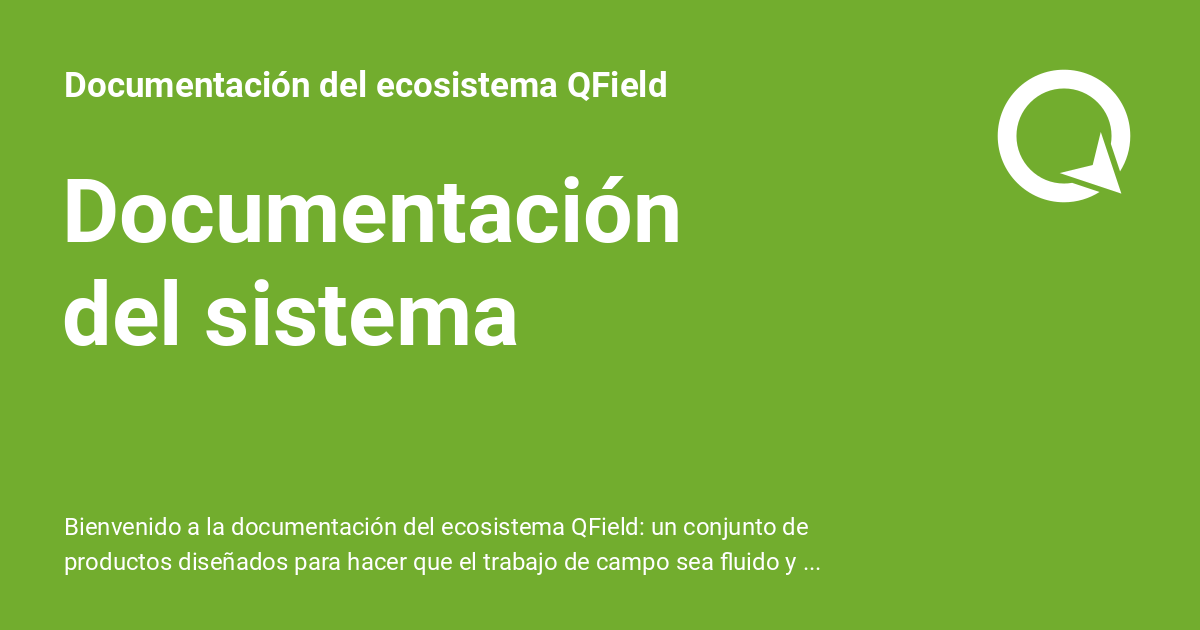 Documentación del ecosistema QField
Documentación
del sistema
Bienvenido a la documentación del ecosistema QField: un conjunto de
productos diseñados para hacer que el trabajo de campo sea fluido y ...